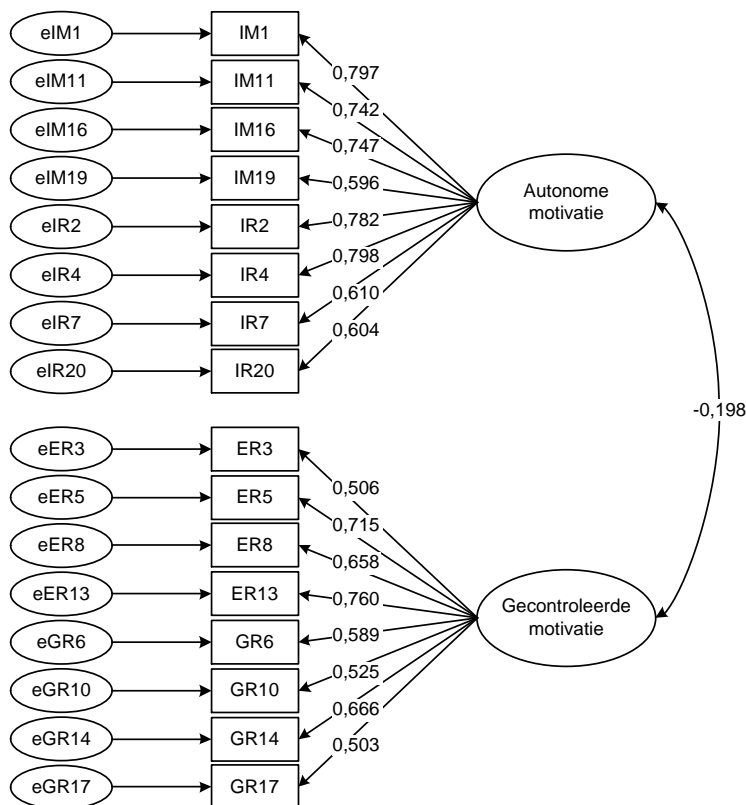 eIM1 IM1
0,797
eIM11 IM11
0,742
eIM16 IM16
0,747
eIM19 IM19
0,596
Autonome
motivatie
eIR2 IR2
0,782
eIR4 IR4
0,798
eIR7 IR7
0,610
eIR20 IR20
0,604
-0,198
eER3 ER3
0,506
eER5 ER5
0,715
eER8 ER8
0,658
eER13 ER13
0,760
Gecontroleerde
motivatie
eGR6 GR6
0,589
eGR10 GR10
0,525
eGR14 GR14
0,666
eGR17 GR17
0,503